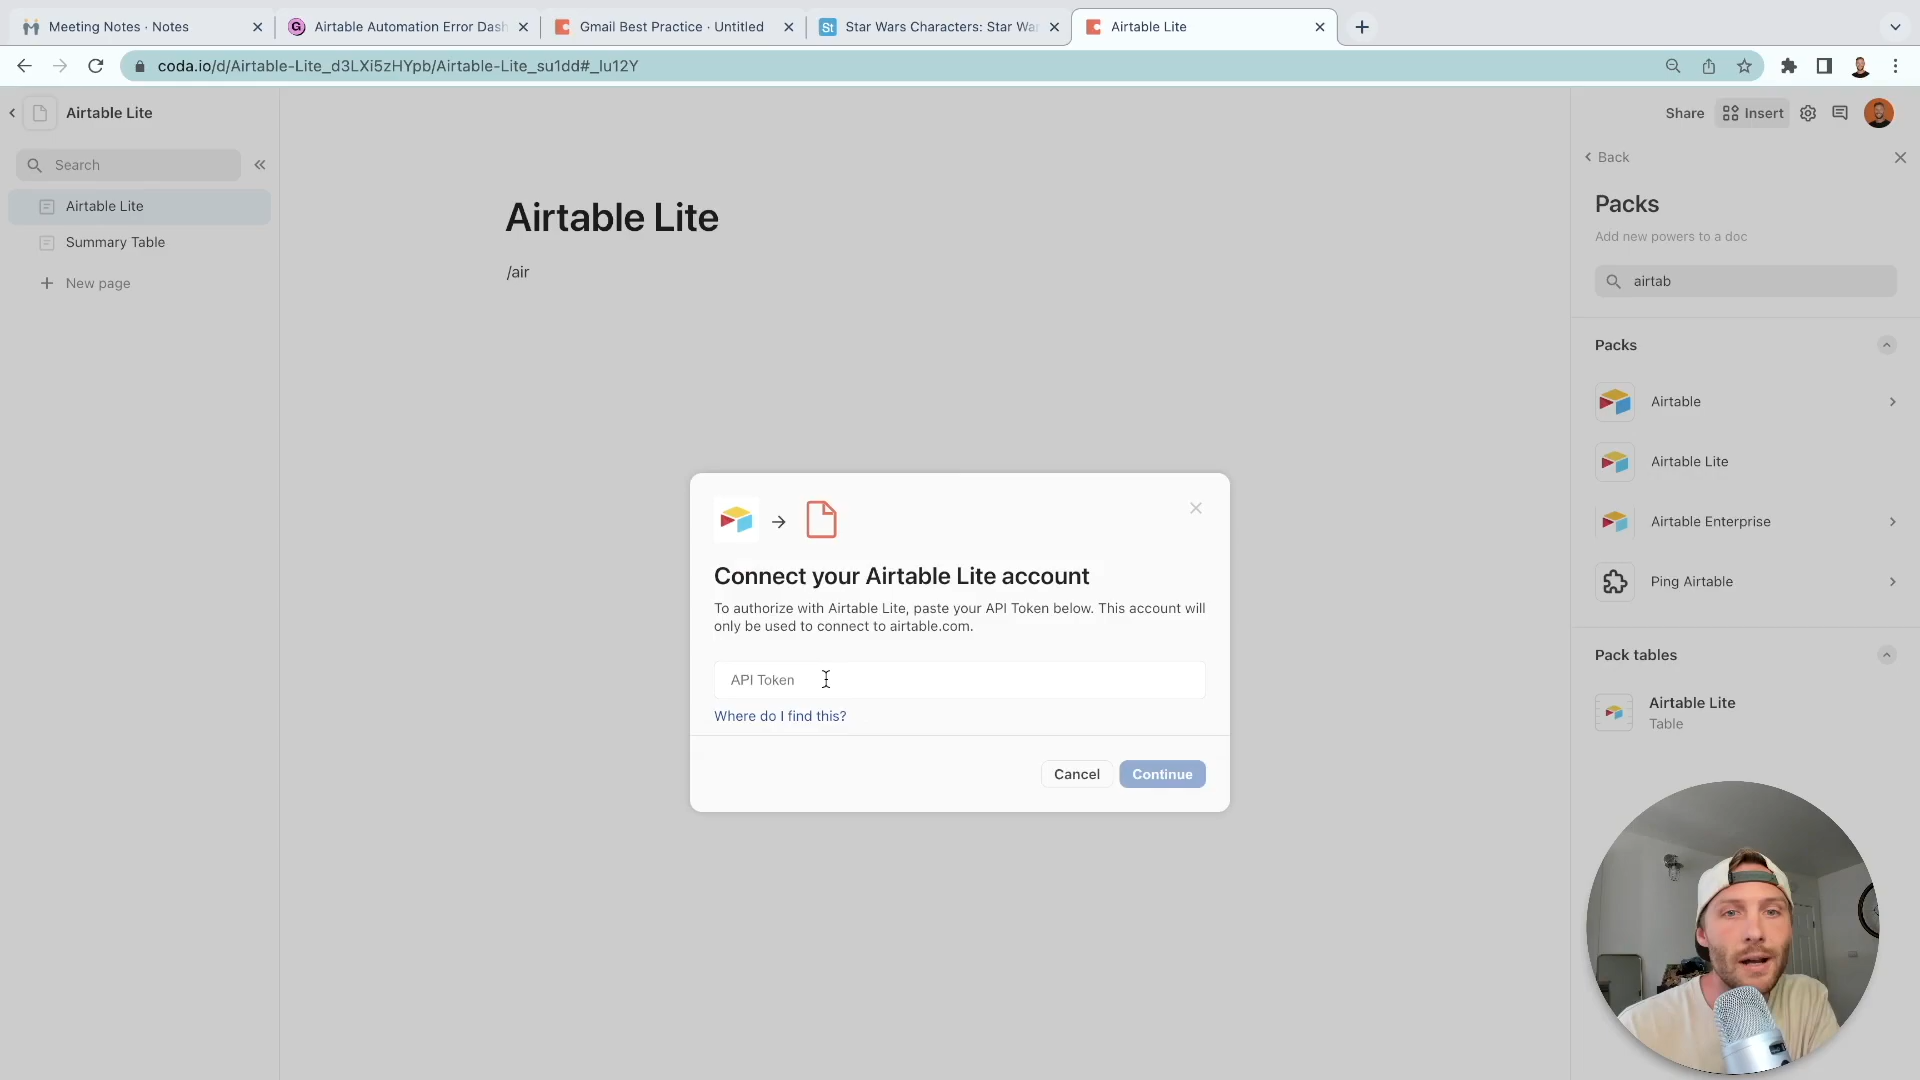 Meeting Notes · Notes
Airtable Automation Error Dash
Gmail Best Practice · Untitled
St
Star Wars Characters: Star Wa
Airtable Lite
coda.io/d/Airtable-Lite_d3LXi5zHYpb/Airtable-Lite_su1dd#_lu12Y
Airtable Lite
Share
Insert
Search
Airtable Lite
Summary Table
New page
Airtable Lite
/air
Connect your Airtable Lite account
To authorize with Airtable Lite, paste your API Token below. This account will
only be used to connect to airtable.com.
API Token
Where do I find this?
Cancel
Continue
Back
Packs
Add new powers to a doc
airtab
Packs
Airtable
Airtable Lite
Airtable Enterprise
Ping Airtable
Pack tables
Airtable Lite
Table